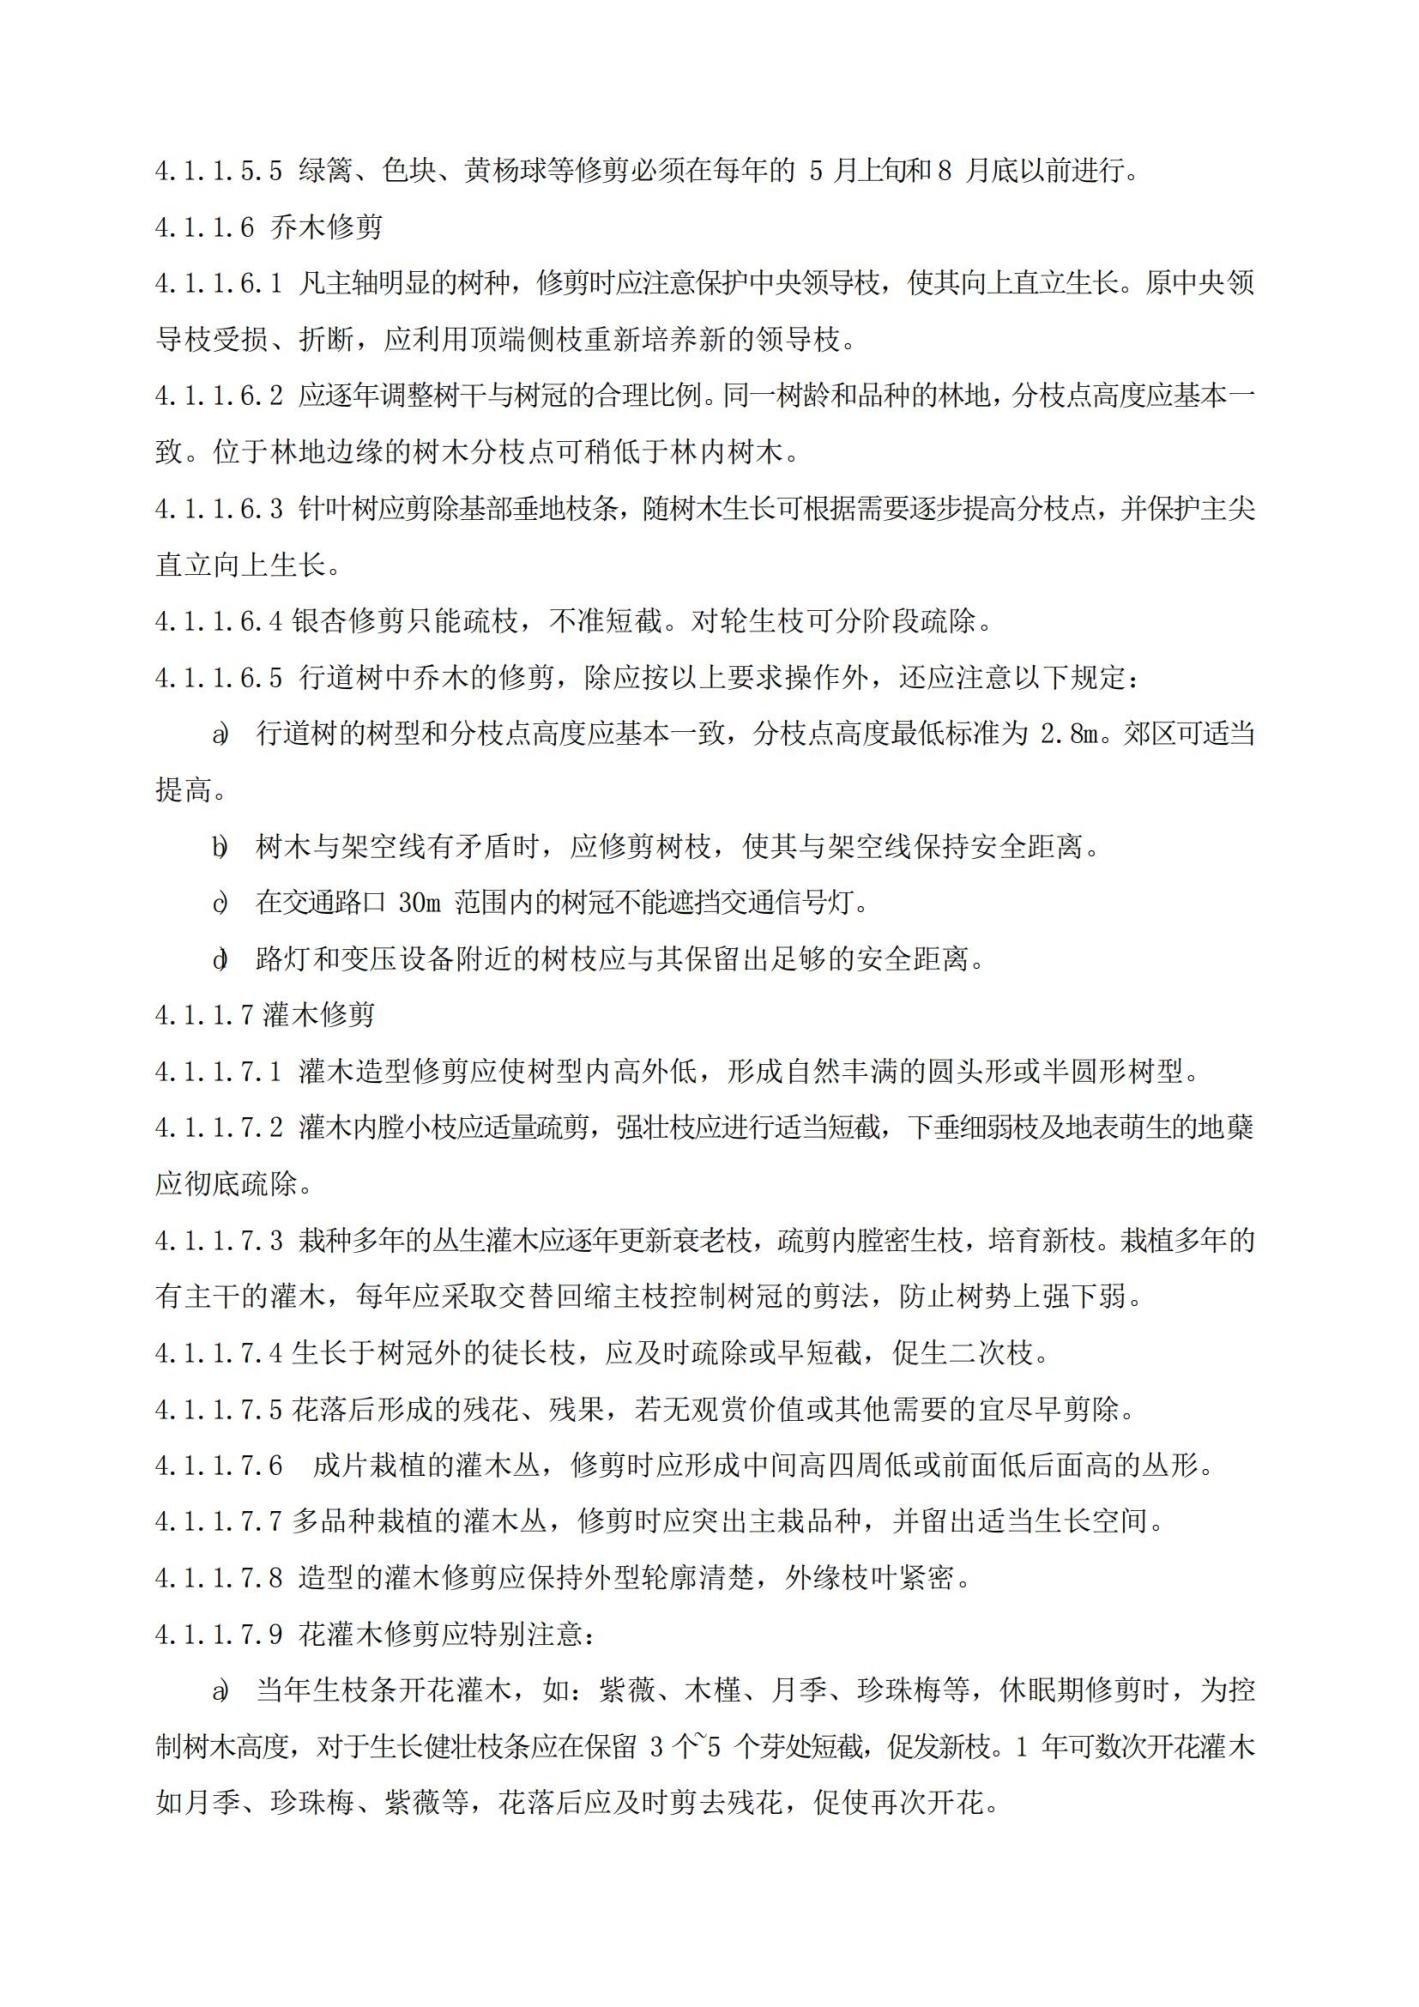 4.1.1.5.5 绿篱、色块、黄杨球等修剪必须在每年的 5 月上旬和 8 月底以前进行。
4.1.1.6 乔木修剪
4.1.1.6.1 凡主轴明显的树种，修剪时应注意保护中央领导枝，使其向上直立生长。原中央领
导枝受损、折断，应利用顶端侧枝重新培养新的领导枝。
4.1.1.6.2 应逐年调整树干与树冠的合理比例。同一树龄和品种的林地，分枝点高度应基本一
致。位于林地边缘的树木分枝点可稍低于林内树木。
4.1.1.6.3 针叶树应剪除基部垂地枝条，随树木生长可根据需要逐步提高分枝点，并保护主尖
直立向上生长。
4.1.1.6.4 银杏修剪只能疏枝，不准短截。对轮生枝可分阶段疏除。
4.1.1.6.5 行道树中乔木的修剪，除应按以上要求操作外，还应注意以下规定：
a) 行道树的树型和分枝点高度应基本一致，分枝点高度最低标准为 2.8m。郊区可适当
提高。
b) 树木与架空线有矛盾时，应修剪树枝，使其与架空线保持安全距离。
c) 在交通路口 30m 范围内的树冠不能遮挡交通信号灯。
d) 路灯和变压设备附近的树枝应与其保留出足够的安全距离。
4.1.1.7 灌木修剪
4.1.1.7.1 灌木造型修剪应使树型内高外低，形成自然丰满的圆头形或半圆形树型。
4.1.1.7.2 灌木内膛小枝应适量疏剪，强壮枝应进行适当短截，下垂细弱枝及地表萌生的地蘖
应彻底疏除。
4.1.1.7.3 栽种多年的丛生灌木应逐年更新衰老枝，疏剪内膛密生枝，培育新枝。栽植多年的
有主干的灌木，每年应采取交替回缩主枝控制树冠的剪法，防止树势上强下弱。
4.1.1.7.4 生长于树冠外的徒长枝，应及时疏除或早短截，促生二次枝。
4.1.1.7.5 花落后形成的残花、残果，若无观赏价值或其他需要的宜尽早剪除。
4.1.1.7.6 成片栽植的灌木丛，修剪时应形成中间高四周低或前面低后面高的丛形。
4.1.1.7.7 多品种栽植的灌木丛，修剪时应突出主栽品种，并留出适当生长空间。
4.1.1.7.8 造型的灌木修剪应保持外型轮廓清楚，外缘枝叶紧密。
4.1.1.7.9 花灌木修剪应特别注意：
a) 当年生枝条开花灌木，如：紫薇、木槿、月季、珍珠梅等，休眠期修剪时，为控
制树木高度，对于生长健壮枝条应在保留 3 个~5 个芽处短截，促发新枝。1 年可数次开花灌木
如月季、珍珠梅、紫薇等，花落后应及时剪去残花，促使再次开花。